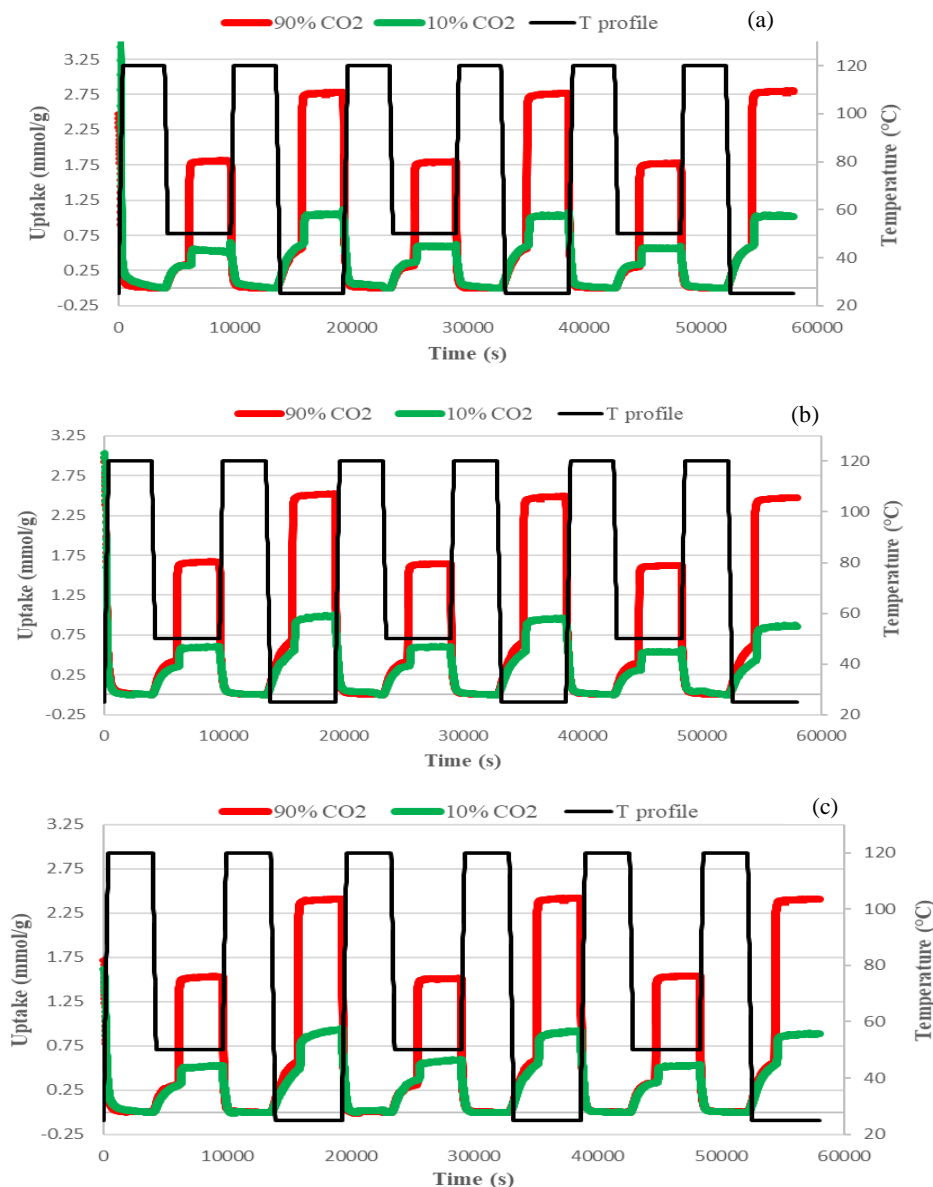 90% CO2 10% CO2 T profile (a)
3.25
2.75
2.25
1.75
1.25
0.75
0.25
-0.25
Uptake (mmol/g)
120
100
80
60
40
20
Temperature (°C)
0 10000 20000 30000 40000 50000 60000
Time (s)
90% CO2 10% CO2 T profile (b)
3.25
2.75
2.25
1.75
1.25
0.75
0.25
-0.25
Uptake (mmol/g)
120
100
80
60
40
20
Temperature (°C)
0 10000 20000 30000 40000 50000 60000
Time (s)
90% CO2 10% CO2 T profile (c)
3.25
2.75
2.25
1.75
1.25
0.75
0.25
-0.25
Uptake (mmol/g)
120
100
80
60
40
20
Temperature (°C)
0 10000 20000 30000 40000 50000 60000
Time (s)